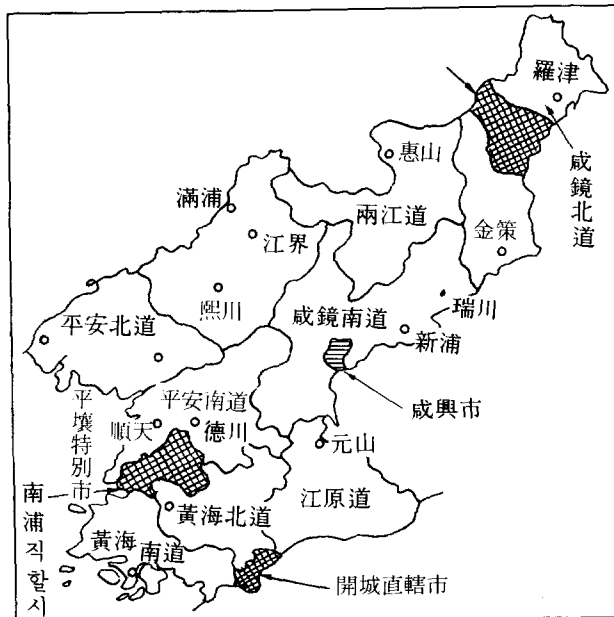 羅津
咸鏡北道
惠山
兩江道
滿浦
江界
金策
熙川
瑞川
咸鏡南道
新浦
平安北道
咸興市
平安南道
平壤特別市
順天
德川
元山
南浦직할시
黃海北道
江原道
黃海南道
開城直轄市